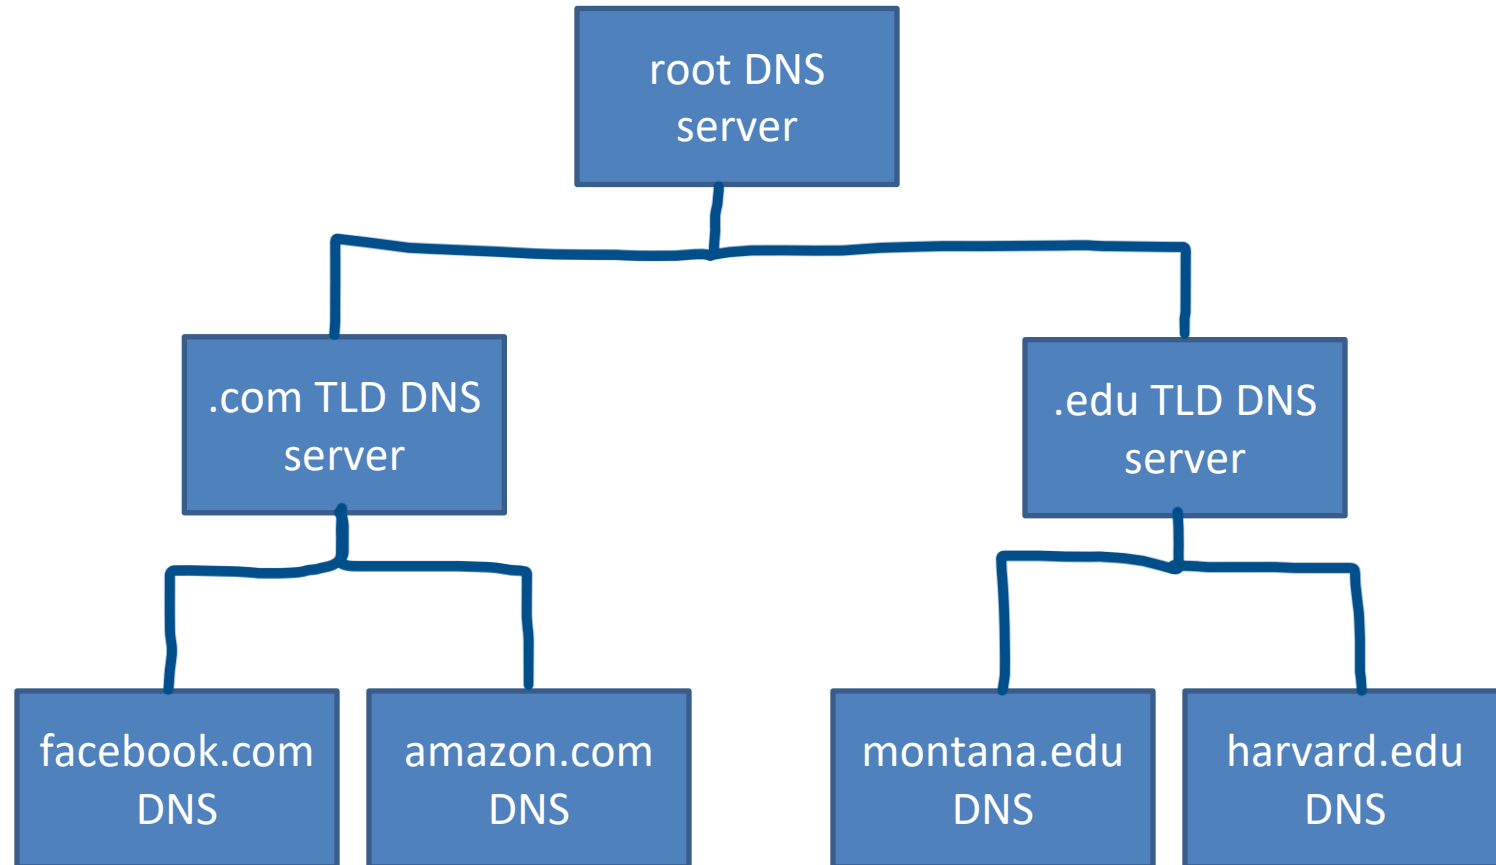 root DNS
server
.com TLD DNS
server
.edu TLD DNS
server
facebook.com
DNS
amazon.com
DNS
montana.edu
DNS
harvard.edu
DNS